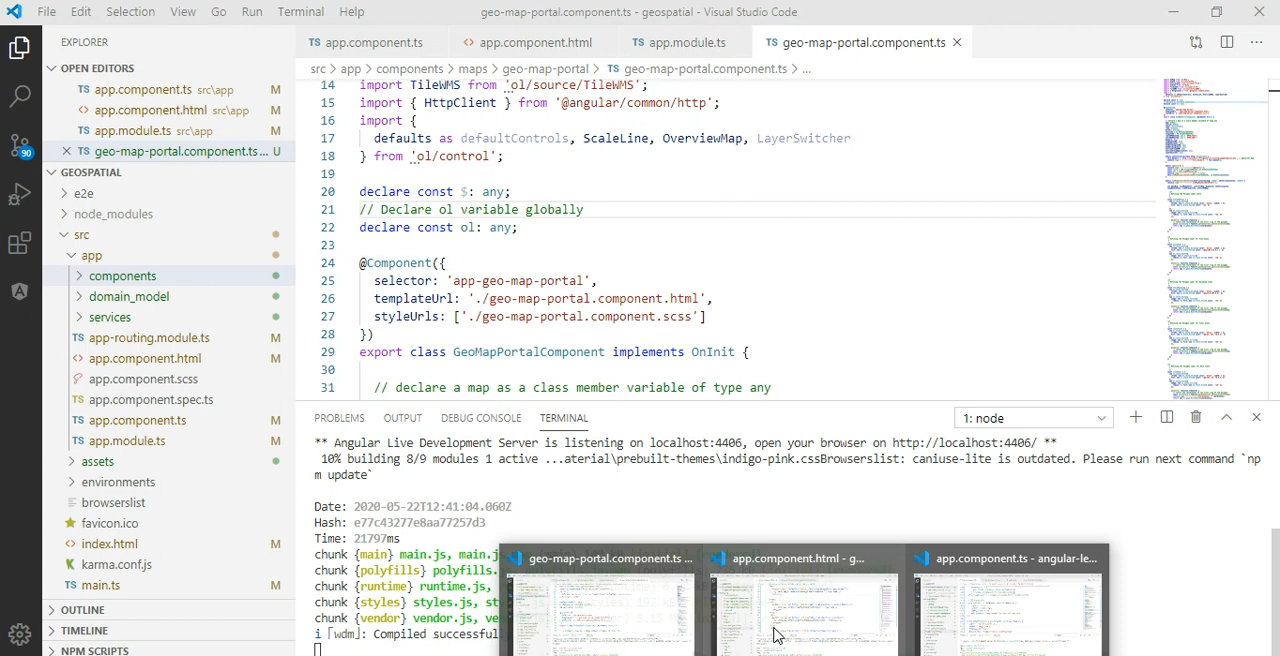 File Edit Selection View Go Run Terminal Help geo-map-portal.component.ts - geospatial - Visual Studio Code
EXPLORER
OPEN EDITORS
TS app.component.ts src\app M
<> app.component.html src\app M
TS app.module.ts src\app M
TS geo-map-portal.component.ts... U
GEOSPATIAL
e2e
node_modules
src
app
components
domain_model
services
TS app-routing.module.ts M
<> app.component.html M
app.component.scss
TS app.component.spec.ts
TS app.component.ts M
TS app.module.ts M
assets
environments
browserslist
favicon.ico
<> index.html M
karma.conf.js
TS main.ts
OUTLINE
TIMELINE
NPM SCRIPTS
90
TS app.component.ts <> app.component.html TS app.module.ts TS geo-map-portal.component.ts
src > app > components > maps > geo-map-portal > TS geo-map-portal.component.ts > ...
14 import TileWMS from 'ol/source/TileWMS';
15 import { HttpClient } from '@angular/common/http';
16 import {
17 defaults as defaultControls, ScaleLine, OverviewMap, LayerSwitcher
18 } from 'ol/control';
19
20 declare const $: any;
21 // Declare ol variable globally
22 declare const ol: any;
23
24 @Component({
25 selector: 'app-geo-map-portal',
26 templateUrl: './geo-map-portal.component.html',
27 styleUrls: ['./geo-map-portal.component.scss']
28 })
29 export class GeoMapPortalComponent implements OnInit {
30
31 // declare a map as a class member variable of type any
PROBLEMS OUTPUT DEBUG CONSOLE TERMINAL 1: node
** Angular Live Development Server is listening on localhost:4406, open your browser on http://localhost:4406/ **
10% building 8/9 modules 1 active ...aterial\prebuilt-themes\indigo-pink.cssBrowserslist: caniuse-lite is outdated. Please run next command `np
m update`
Date: 2020-05-22T12:41:04.060Z
Hash: e77c43277e8aa77257d3
Time: 21797ms
chunk {main} main.js, main.js
chunk {polyfills} polyfills.
chunk {runtime} runtime.js,
chunk {styles} styles.js, st
chunk {vendor} vendor.js, ve
i ｢wdm｣: Compiled successful
geo-map-portal.component.ts ... app.component.html - g... app.component.ts - angular-le...